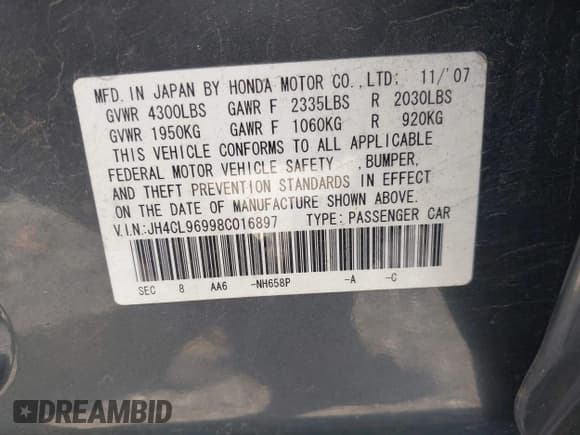 MFD. IN JAPAN BY HONDA MOTOR CO.,LTD: 11/'07
GVWR 4300LBS GAWR F 2335LBS R 2030LBS
GVWR 1950KG GAWR F 1060KG R 920KG
THIS VEHICLE CONFORMS TO ALL APPLICABLE
FEDERAL MOTOR VEHICLE SAFETY , BUMPER,
AND THEFT PREVENTION STANDARDS IN EFFECT
ON THE DATE OF MANUFACTURE SHOWN ABOVE.
V.I.N:JH4CL96998C016897 TYPE: PASSENGER CAR
SEC 8 AA6 -NH658P -A -C
DREAMBID